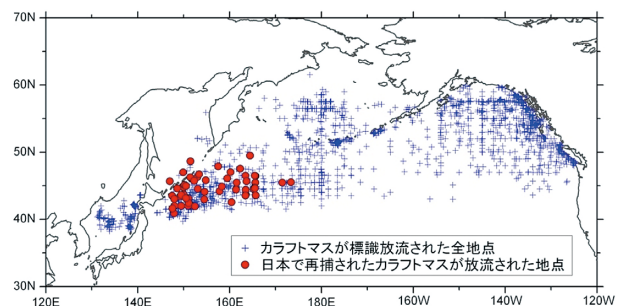 70N
60N
50N
40N
30N
120E
140E
160E
180E
160W
140W
120W
カラフトマスが標識放流された全地点
日本で再捕されたカラフトマスが放流された地点